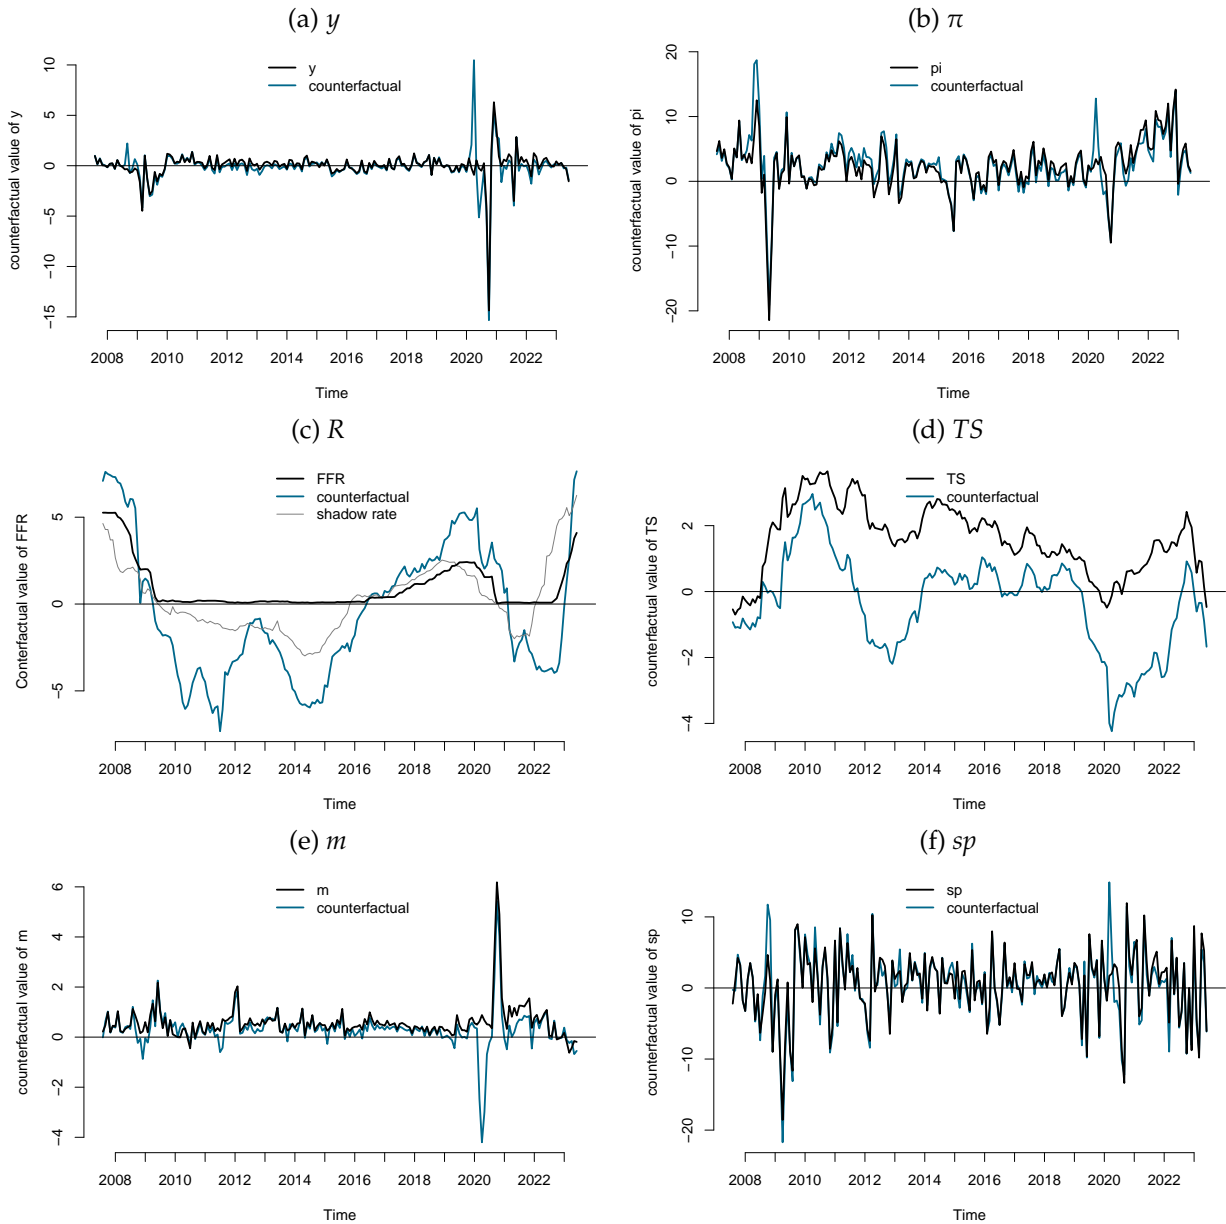 (a) y
counterfactual value of y
10
5
0
−5
−10
−15
y
counterfactual
2008 2010 2012 2014 2016 2018 2020 2022
Time
(b) π
counterfactual value of pi
20
10
0
−10
−20
pi
counterfactual
2008 2010 2012 2014 2016 2018 2020 2022
Time
(c) R
Conterfactual value of FFR
5
0
−5
FFR
counterfactual
shadow rate
2008 2010 2012 2014 2016 2018 2020 2022
Time
(d) TS
counterfactual value of TS
2
0
−2
−4
TS
counterfactual
2008 2010 2012 2014 2016 2018 2020 2022
Time
(e) m
counterfactual value of m
6
4
2
0
−2
−4
m
counterfactual
2008 2010 2012 2014 2016 2018 2020 2022
Time
(f) sp
counterfactual value of sp
10
0
−10
−20
sp
counterfactual
2008 2010 2012 2014 2016 2018 2020 2022
Time